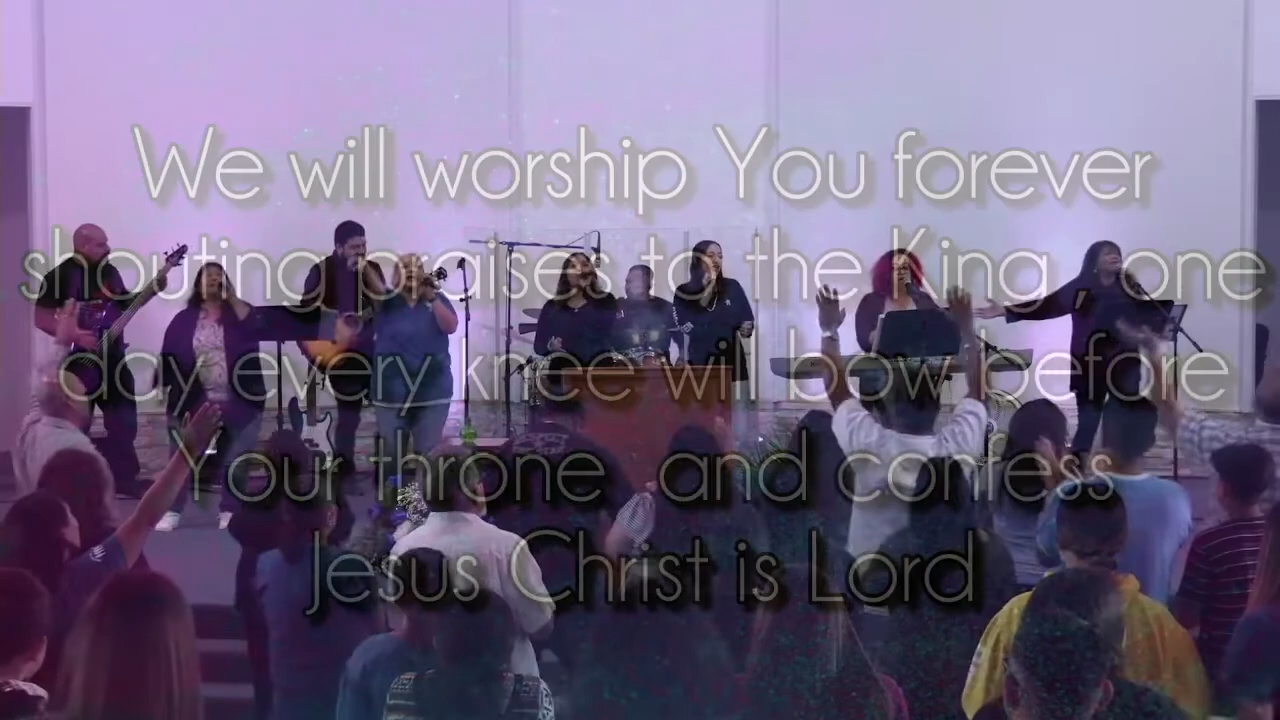 We will worship You forever
shouting praises to the King , one
day every knee will bow before
Your throne and confess
Jesus Christ is Lord